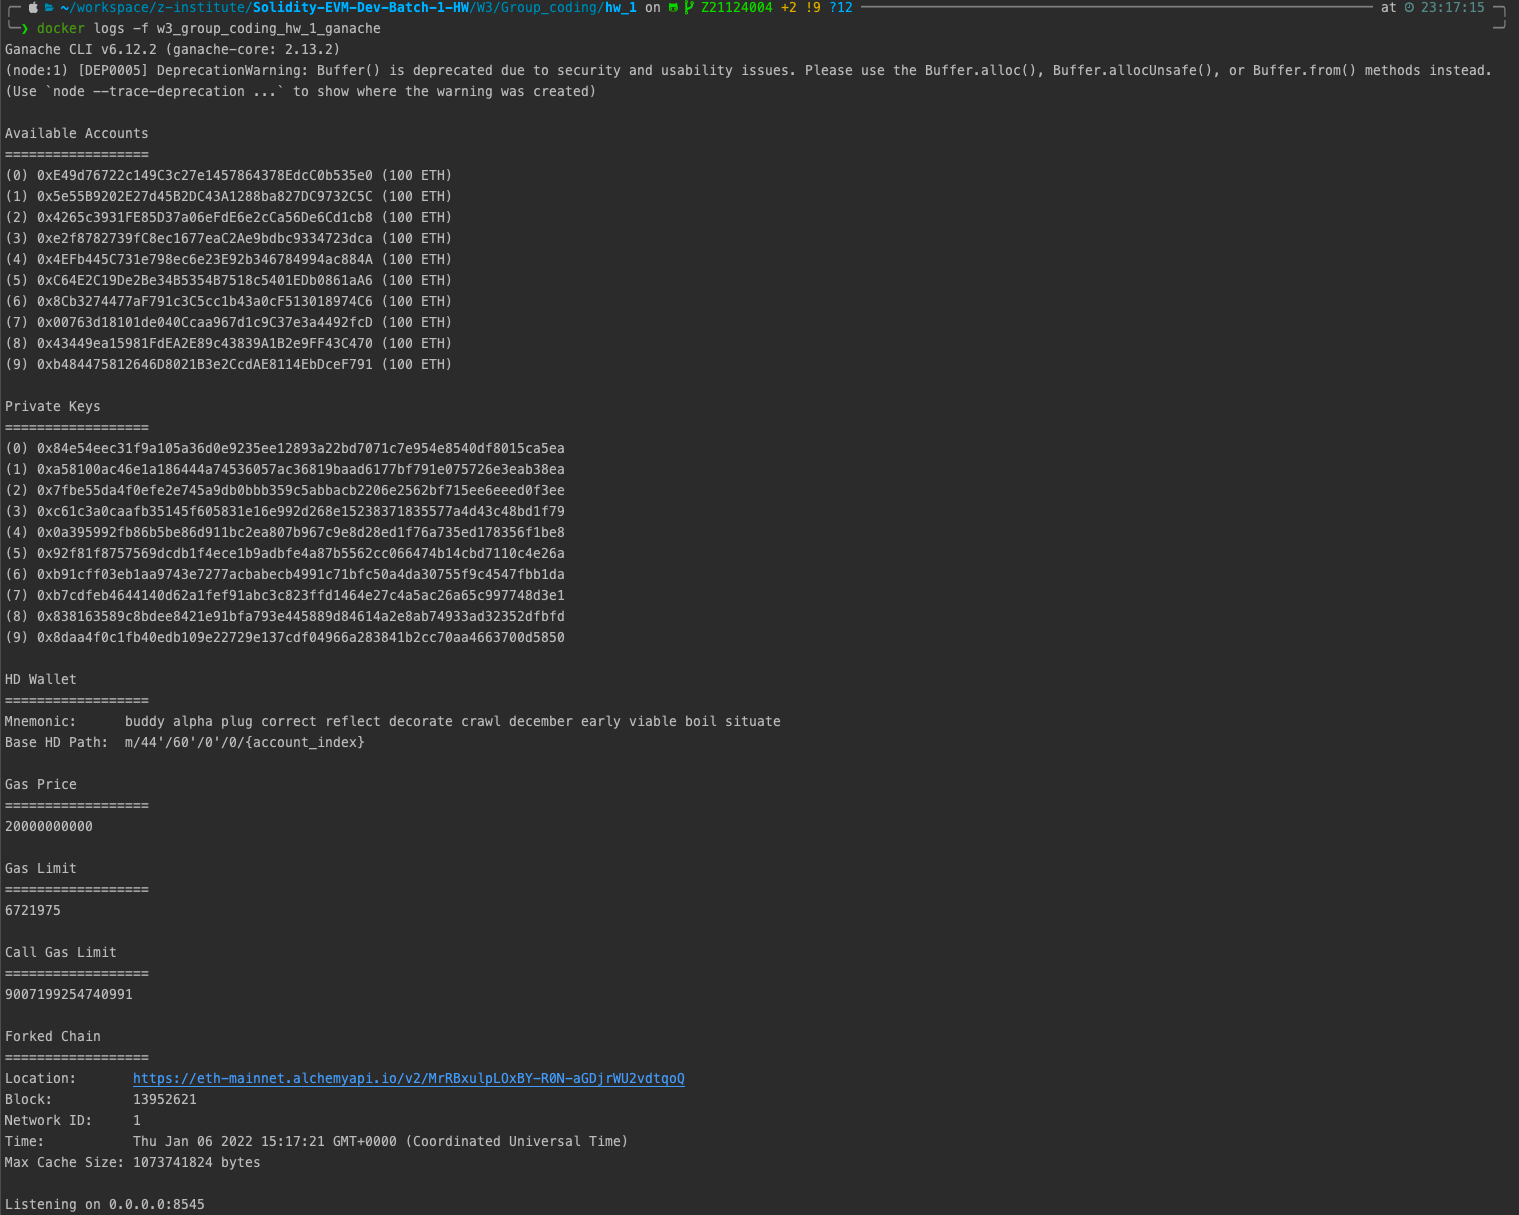 ~/workspace/z-institute/Solidity-EVM-Dev-Batch-1-HW/W3/Group_coding/hw_1 on Z21124004 +2 !9 ?12 at 23:17:15
❯ docker logs -f w3_group_coding_hw_1_ganache
Ganache CLI v6.12.2 (ganache-core: 2.13.2)
(node:1) [DEP0005] DeprecationWarning: Buffer() is deprecated due to security and usability issues. Please use the Buffer.alloc(), Buffer.allocUnsafe(), or Buffer.from() methods instead.
(Use `node --trace-deprecation ...` to show where the warning was created)
Available Accounts
==================
(0) 0xE49d76722c149C3c27e1457864378EdcC0b535e0 (100 ETH)
(1) 0x5e55B9202E27d45B2DC43A1288ba827DC9732C5C (100 ETH)
(2) 0x4265c3931FE85D37a06eFdE6e2cCa56De6Cd1cb8 (100 ETH)
(3) 0xe2f8782739fC8ec1677eaC2Ae9bdbc9334723dca (100 ETH)
(4) 0x4EFb445C731e798ec6e23E92b346784994ac884A (100 ETH)
(5) 0xC64E2C19De2Be34B5354B7518c5401EDb0861aA6 (100 ETH)
(6) 0x8Cb3274477aF791c3C5cc1b43a0cF513018974C6 (100 ETH)
(7) 0x00763d18101de040Ccaa967d1c9C37e3a4492fcD (100 ETH)
(8) 0x43449ea15981FdEA2E89c43839A1B2e9FF43C470 (100 ETH)
(9) 0xb484475812646D8021B3e2CcdAE8114EbDceF791 (100 ETH)
Private Keys
==================
(0) 0x84e54eec31f9a105a36d0e9235ee12893a22bd7071c7e954e8540df8015ca5ea
(1) 0xa58100ac46e1a186444a74536057ac36819baad6177bf791e075726e3eab38ea
(2) 0x7fbe55da4f0efe2e745a9db0bbb359c5abbacb2206e2562bf715ee6eeed0f3ee
(3) 0xc61c3a0caafb35145f605831e16e992d268e15238371835577a4d43c48bd1f79
(4) 0x0a395992fb86b5be86d911bc2ea807b967c9e8d28ed1f76a735ed178356f1be8
(5) 0x92f81f8757569dcdb1f4ece1b9adbfe4a87b5562cc066474b14cbd7110c4e26a
(6) 0xb91cff03eb1aa9743e7277acbabecb4991c71bfc50a4da30755f9c4547fbb1da
(7) 0xb7cdfeb4644140d62a1fef91abc3c823ffd1464e27c4a5ac26a65c997748d3e1
(8) 0x838163589c8bdee8421e91bfa793e445889d84614a2e8ab74933ad32352dfbfd
(9) 0x8daa4f0c1fb40edb109e22729e137cdf04966a283841b2cc70aa4663700d5850
HD Wallet
==================
Mnemonic:      buddy alpha plug correct reflect decorate crawl december early viable boil situate
Base HD Path:  m/44'/60'/0'/0/{account_index}
Gas Price
==================
20000000000
Gas Limit
==================
6721975
Call Gas Limit
==================
9007199254740991
Forked Chain
==================
Location:       https://eth-mainnet.alchemyapi.io/v2/MrRBxulpLOxBY-R0N-aGDjrWU2vdtqoQ
Block:          13952621
Network ID:     1
Time:           Thu Jan 06 2022 15:17:21 GMT+0000 (Coordinated Universal Time)
Max Cache Size: 1073741824 bytes
Listening on 0.0.0.0:8545